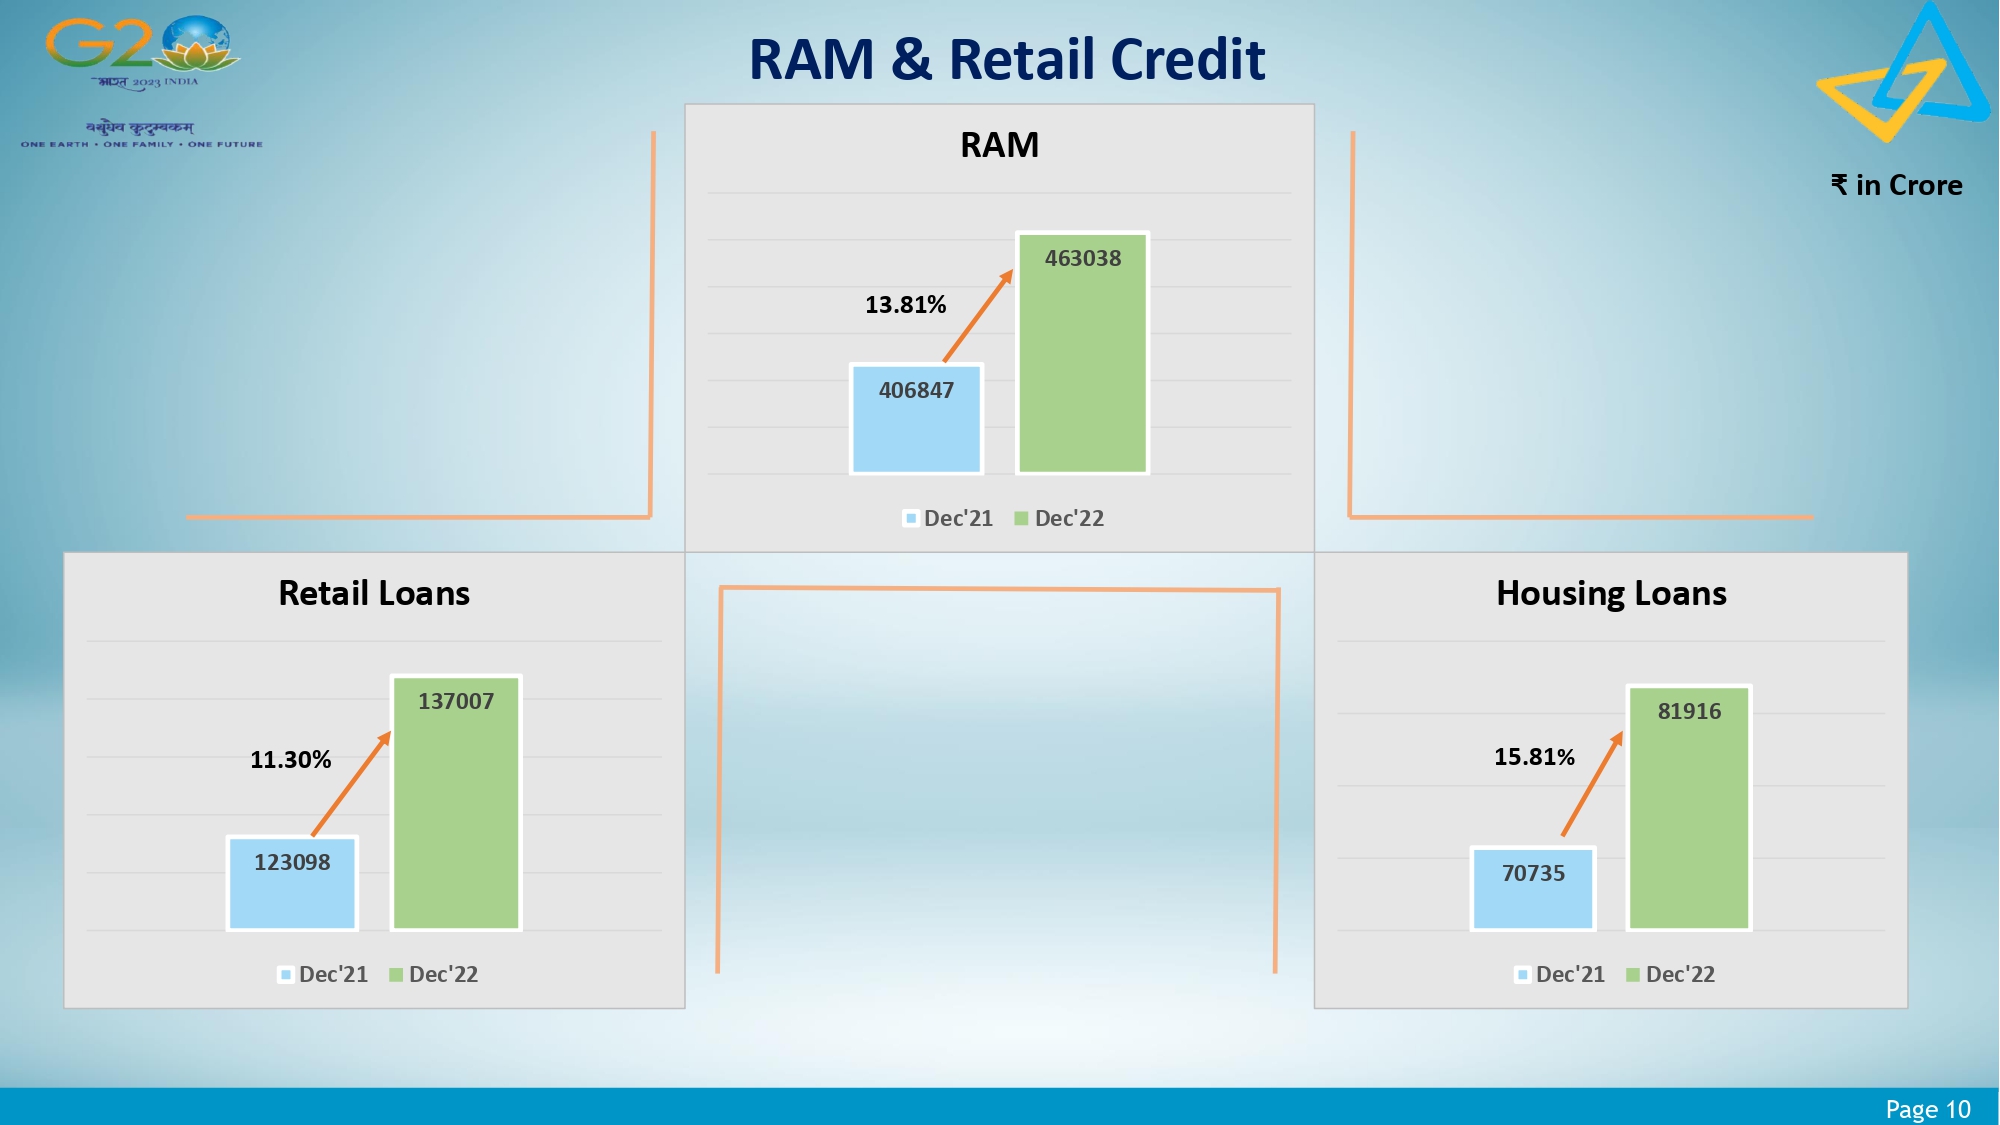 G20
भारत 2023 INDIA
वसुधैव कुटुम्बकम्
ONE EARTH • ONE FAMILY • ONE FUTURE
RAM & Retail Credit
₹ in Crore
RAM
463038
13.81%
406847
Dec'21 Dec'22
Retail Loans
137007
11.30%
123098
Dec'21 Dec'22
Housing Loans
81916
15.81%
70735
Dec'21 Dec'22
Page 10